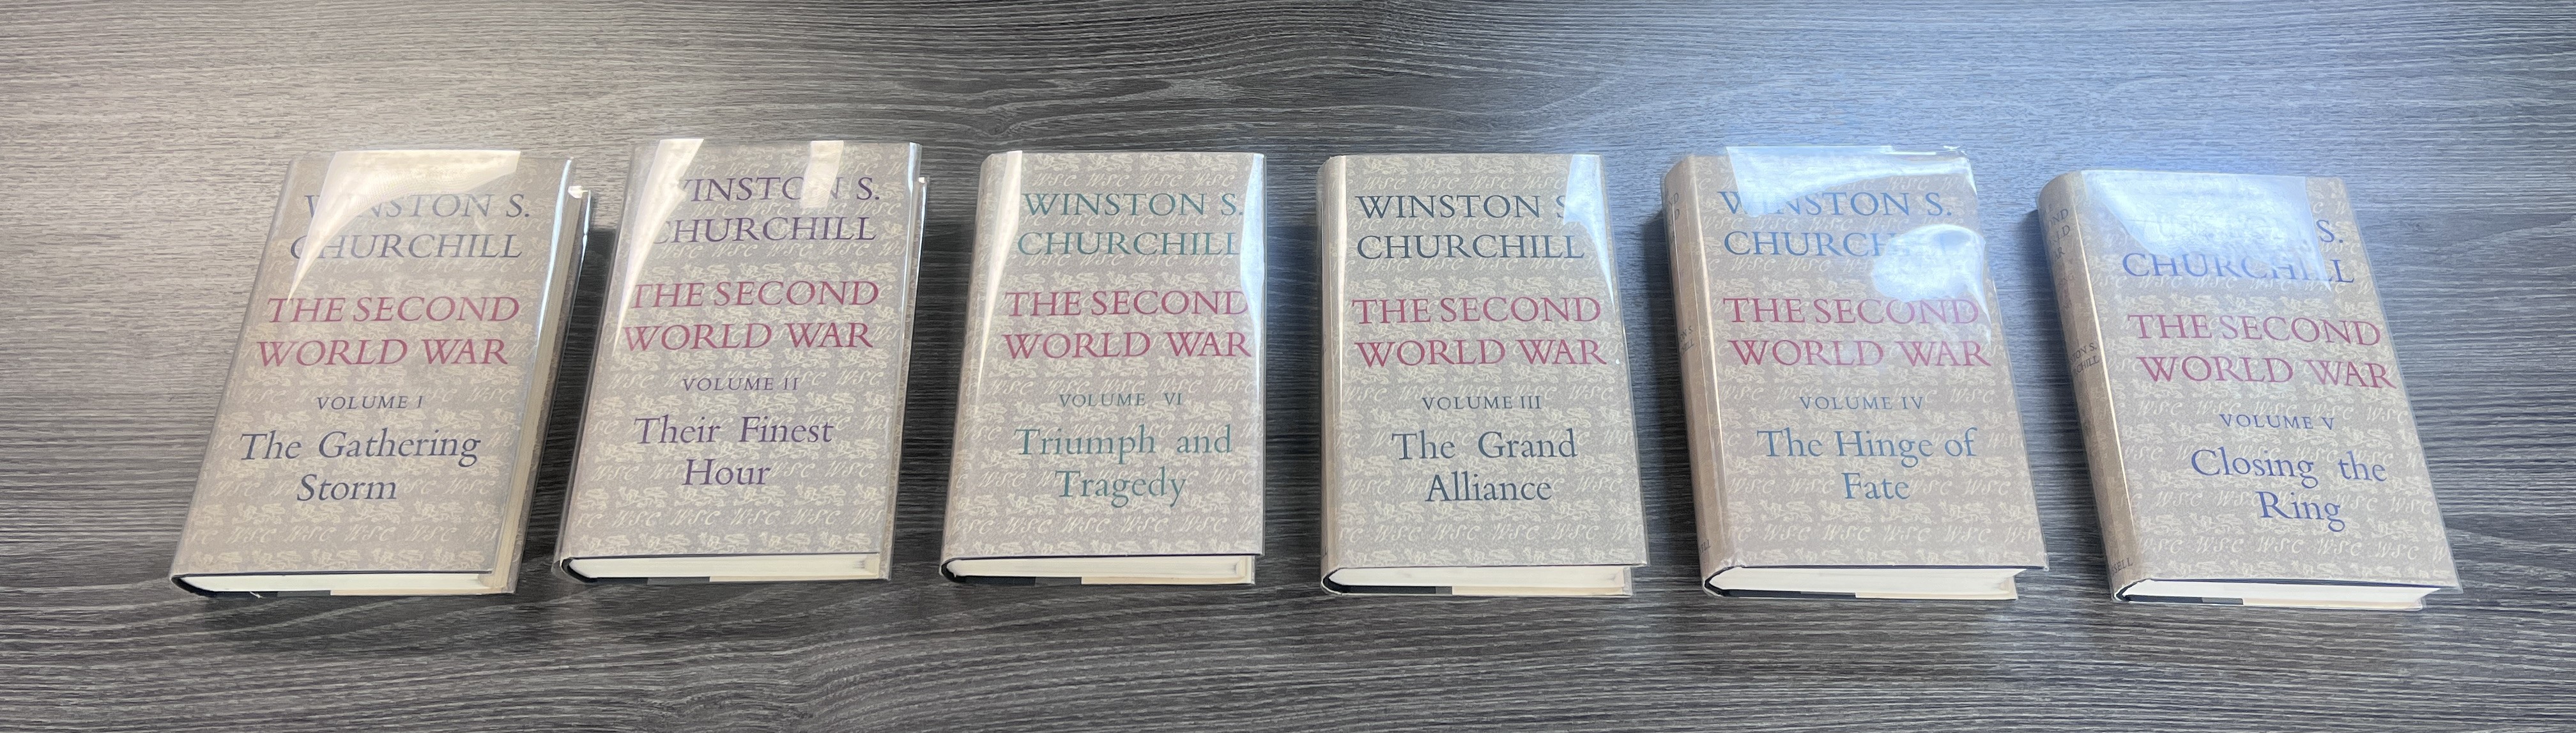 WINSTON S.
CHURCHILL
THE SECOND
WORLD WAR
VOLUME I
The Gathering
Storm
WINSTON S.
CHURCHILL
THE SECOND
WORLD WAR
VOLUME II
Their Finest
Hour
WINSTON S.
CHURCHILL
THE SECOND
WORLD WAR
VOLUME VI
Triumph and
Tragedy
WINSTON S.
CHURCHILL
THE SECOND
WORLD WAR
VOLUME III
The Grand
Alliance
WINSTON S.
CHURCHILL
THE SECOND
WORLD WAR
VOLUME IV
The Hinge of
Fate
WINSTON S.
CHURCHILL
THE SECOND
WORLD WAR
VOLUME V
Closing the
Ring